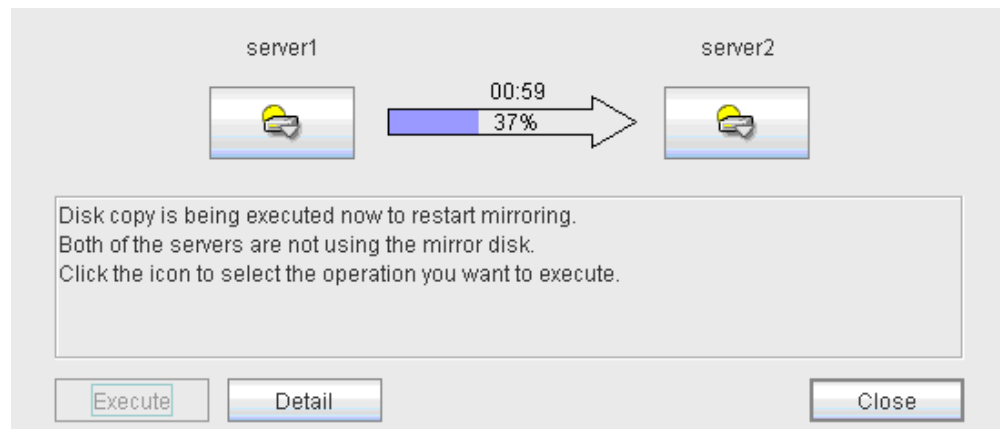 server1
server2
00:59
37%
Disk copy is being executed now to restart mirroring.
Both of the servers are not using the mirror disk.
Click the icon to select the operation you want to execute.
Execute
Detail
Close